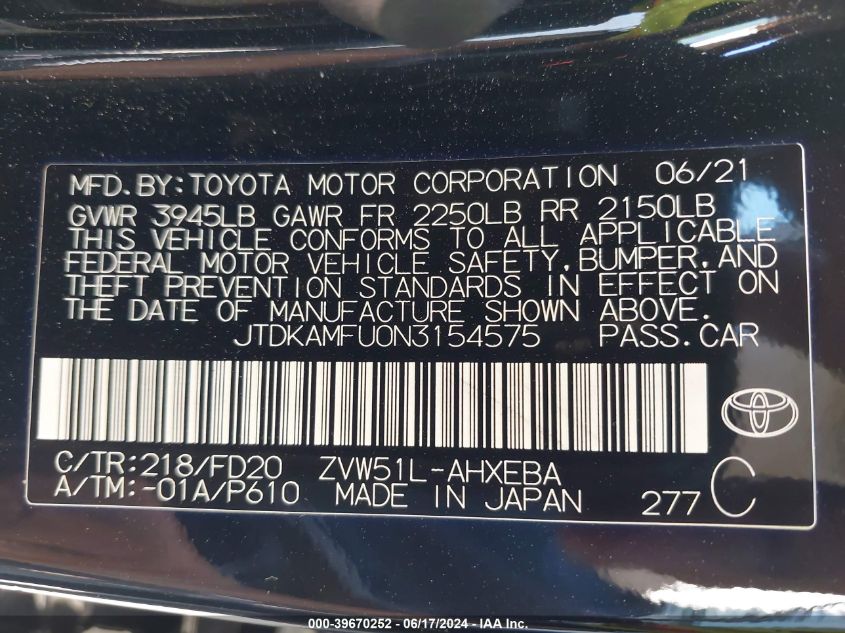 MFD.BY:TOYOTA MOTOR CORPORATION 06/21
GVWR 3945LB GAWR FR 2250LB RR 2150LB
THIS VEHICLE CONFORMS TO ALL APPLICABLE
FEDERAL MOTOR VEHICLE SAFETY,BUMPER,AND
THEFT PREVENTION STANDARDS IN EFFECT ON
THE DATE OF MANUFACTURE SHOWN ABOVE.
JTDKAMFU0N3154575 PASS.CAR
C/TR:218/FD20 ZVW51L-AHXEBA C
A/TM:-01A/P610 MADE IN JAPAN 277
000-39670252 - 06/17/2024 - IAA Inc.